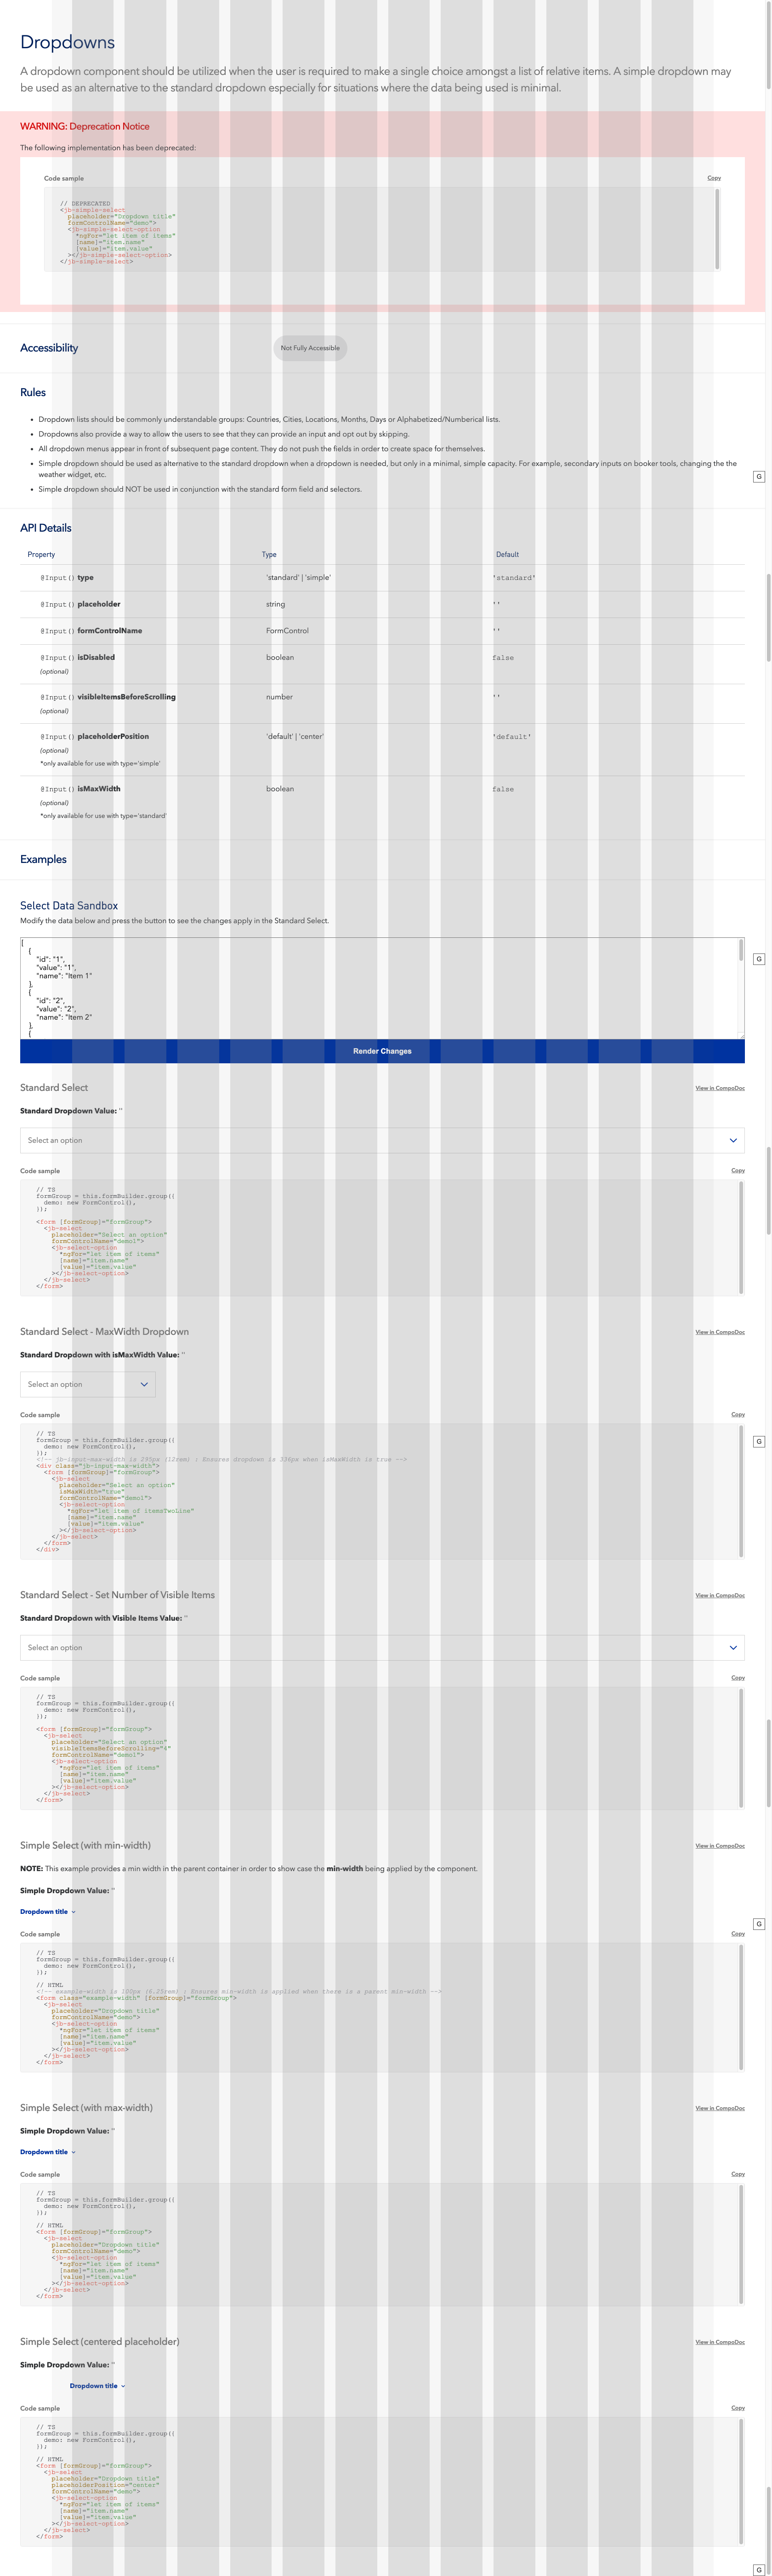 Dropdowns
A dropdown component should be utilized when the user is required to make a single choice amongst a list of relative items. A simple dropdown may
be used as an alternative to the standard dropdown especially for situations where the data being used is minimal.
WARNING: Deprecation Notice
The following implementation has been deprecated:
Code sample
Copy
// DEPRECATED
<jb-simple-select
placeholder="Dropdown title"
formControlName="demo">
<jb-simple-select-option
*ngFor="let item of items"
[name]="item.name"
[value]="item.value"
></jb-simple-select-option>
</jb-simple-select>
Accessibility
Not Fully Accessible
Rules
• Dropdown lists should be commonly understandable groups: Countries, Cities, Locations, Months, Days or Alphabetized/Numberical lists.
• Dropdowns also provide a way to allow the users to see that they can provide an input and opt out by skipping.
• All dropdown menus appear in front of subsequent page content. They do not push the fields in order to create space for themselves.
• Simple dropdown should be used as alternative to the standard dropdown when a dropdown is needed, but only in a minimal, simple capacity. For example, secondary inputs on booker tools, changing the the
weather widget, etc.
G
• Simple dropdown should NOT be used in conjunction with the standard form field and selectors.
API Details
Property Type Default
@Input() type 'standard' | 'simple' 'standard'
@Input() placeholder string ''
@Input() formControlName FormControl ''
@Input() isDisabled boolean false
(optional)
@Input() visibleItemsBeforeScrolling number ''
(optional)
@Input() placeholderPosition 'default' | 'center' 'default'
(optional)
*only available for use with type='simple'
@Input() isMaxWidth boolean false
(optional)
*only available for use with type='standard'
Examples
Select Data Sandbox
Modify the data below and press the button to see the changes apply in the Standard Select.
[
{
"id": "1",
"value": "1",
"name": "Item 1"
},
{
"id": "2",
"value": "2",
"name": "Item 2"
},
{
G
Render Changes
Standard Select
View in CompoDoc
Standard Dropdown Value: ''
Select an option
Code sample
Copy
// TS
formGroup = this.formBuilder.group({
demo: new FormControl(),
});
<form [formGroup]="formGroup">
<jb-select
placeholder="Select an option"
formControlName="demo1">
<jb-select-option
*ngFor="let item of items"
[name]="item.name"
[value]="item.value"
></jb-select-option>
</jb-select>
</form>
Standard Select - MaxWidth Dropdown
View in CompoDoc
Standard Dropdown with isMaxWidth Value: ''
Select an option
Code sample
Copy
// TS
formGroup = this.formBuilder.group({
demo: new FormControl(),
});
G
<div class="jb-input-max-width">
<form [formGroup]="formGroup">
<jb-select
placeholder="Select an option"
isMaxWidth="true"
formControlName="demo1">
<jb-select-option
*ngFor="let item of itemsTwoLine"
[name]="item.name"
[value]="item.value"
></jb-select-option>
</jb-select>
</form>
</div>
Standard Select - Set Number of Visible Items
View in CompoDoc
Standard Dropdown with Visible Items Value: ''
Select an option
Code sample
Copy
// TS
formGroup = this.formBuilder.group({
demo: new FormControl(),
});
<form [formGroup]="formGroup">
<jb-select
placeholder="Select an option"
visibleItemsBeforeScrolling="4"
formControlName="demo1">
<jb-select-option
*ngFor="let item of items"
[name]="item.name"
[value]="item.value"
></jb-select-option>
</jb-select>
</form>
Simple Select (with min-width)
View in CompoDoc
NOTE: This example provides a min width in the parent container in order to show case the min-width being applied by the component.
Simple Dropdown Value: ''
Dropdown title
G
Code sample
Copy
// TS
formGroup = this.formBuilder.group({
demo: new FormControl(),
});
// HTML
<!-- example-width is 100px (6.25rem) : Ensures min-width is applied when there is a parent min-width -->
<form class="example-width" [formGroup]="formGroup">
<jb-select
placeholder="Dropdown title"
formControlName="demo">
<jb-select-option
*ngFor="let item of items"
[name]="item.name"
[value]="item.value"
></jb-select-option>
</jb-select>
</form>
Simple Select (with max-width)
View in CompoDoc
Simple Dropdown Value: ''
Dropdown title
Code sample
Copy
// TS
formGroup = this.formBuilder.group({
demo: new FormControl(),
});
// HTML
<form [formGroup]="formGroup">
<jb-select
placeholder="Dropdown title"
formControlName="demo">
<jb-select-option
*ngFor="let item of items"
[name]="item.name"
[value]="item.value"
></jb-select-option>
</jb-select>
</form>
Simple Select (centered placeholder)
View in CompoDoc
Simple Dropdown Value: ''
Dropdown title
Code sample
Copy
// TS
formGroup = this.formBuilder.group({
demo: new FormControl(),
});
// HTML
<form [formGroup]="formGroup">
<jb-select
placeholder="Dropdown title"
placeholderPosition="center"
formControlName="demo">
<jb-select-option
*ngFor="let item of items"
[name]="item.name"
[value]="item.value"
></jb-select-option>
</jb-select>
</form>
G